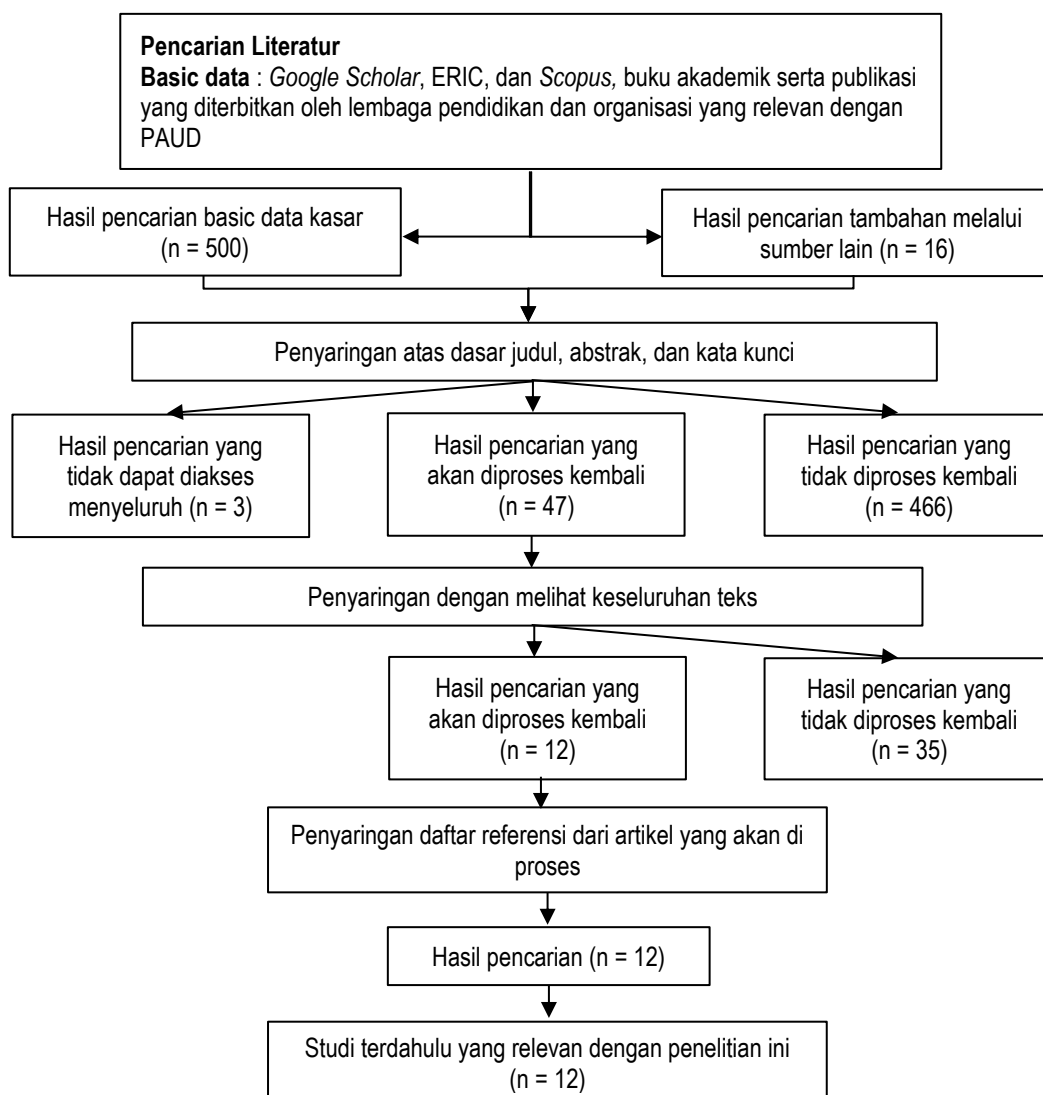 Pencarian Literatur
Basic data : Google Scholar, ERIC, dan Scopus, buku akademik serta publikasi
yang diterbitkan oleh lembaga pendidikan dan organisasi yang relevan dengan
PAUD
Hasil pencarian basic data kasar
(n = 500)
Hasil pencarian tambahan melalui
sumber lain (n = 16)
Penyaringan atas dasar judul, abstrak, dan kata kunci
Hasil pencarian yang
tidak dapat diakses
menyeluruh (n = 3)
Hasil pencarian yang
akan diproses kembali
(n = 47)
Hasil pencarian yang
tidak diproses kembali
(n = 466)
Penyaringan dengan melihat keseluruhan teks
Hasil pencarian yang
akan diproses kembali
(n = 12)
Hasil pencarian yang
tidak diproses kembali
(n = 35)
Penyaringan daftar referensi dari artikel yang akan di
proses
Hasil pencarian (n = 12)
Studi terdahulu yang relevan dengan penelitian ini
(n = 12)